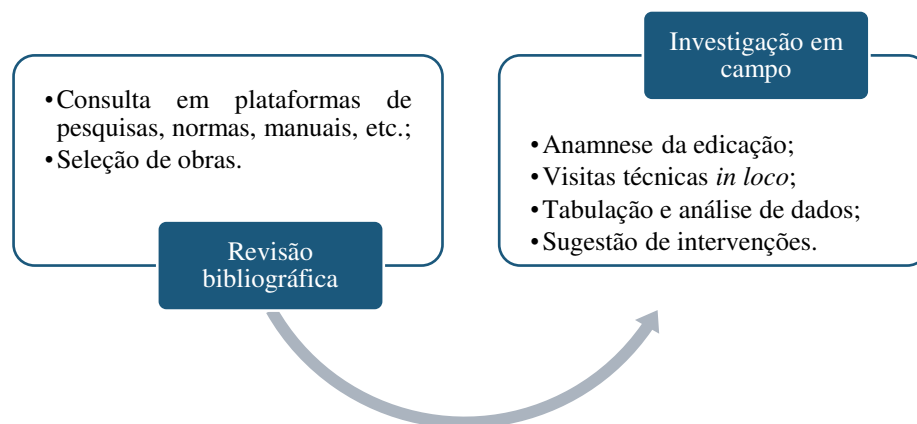 •Consulta em plataformas de
pesquisas, normas, manuais, etc.;
•Seleção de obras.
Revisão
bibliográfica
Investigação em
campo
•Anamnese da edicação;
•Visitas técnicas in loco;
•Tabulação e análise de dados;
•Sugestão de intervenções.